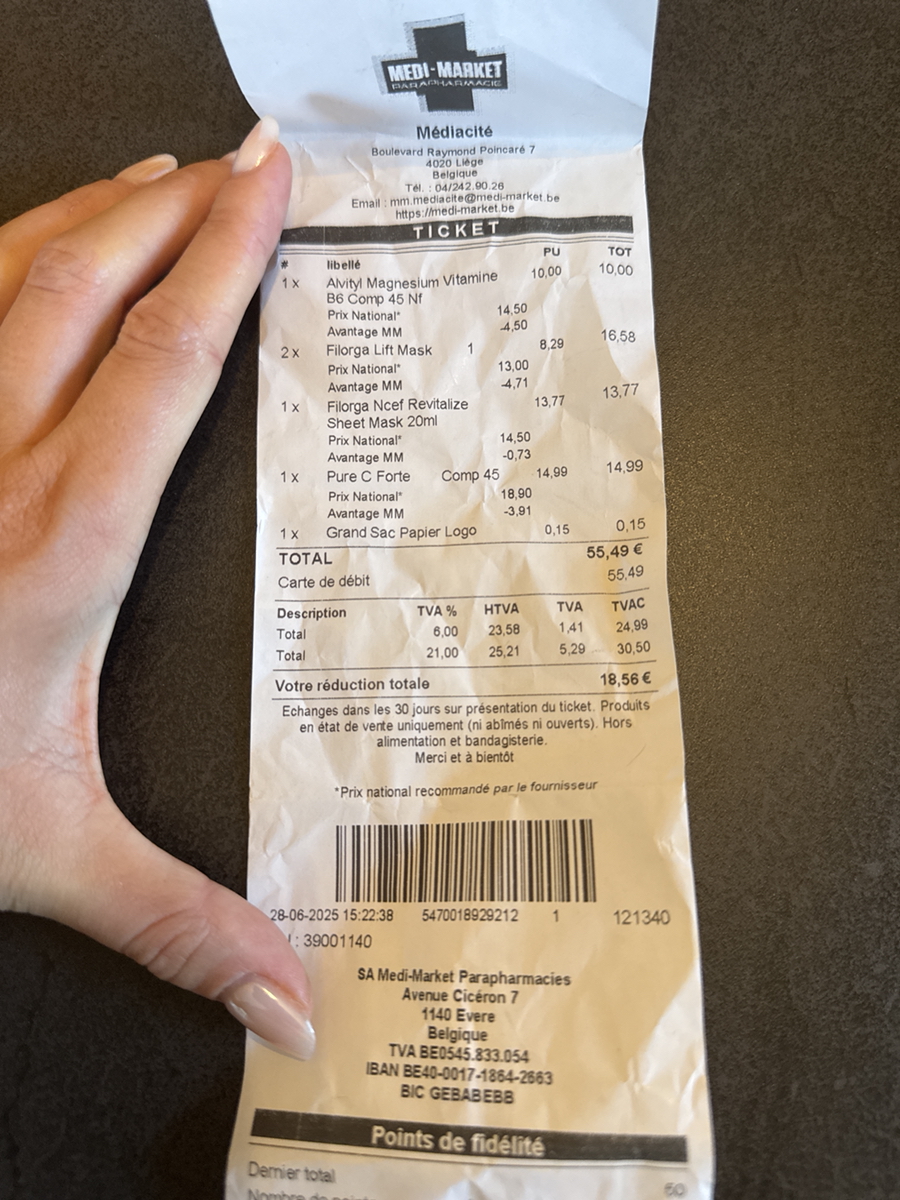 MEDI-MARKET
PARAPHARMACIE
Médiacité
Boulevard Raymond Poincaré 7
4020 Liége
Belgique
Tél. : 04/242.90.26
Email : mm.mediacite@medi-market.be
https://medi-market.be
TICKET
# libellé PU TOT
1 x Alvityl Magnesium Vitamine 10,00 10,00
B6 Comp 45 Nf
Prix National* 14,50
Avantage MM -4,50
2 x Filorga Lift Mask 1 8,29 16,58
Prix National* 13,00
Avantage MM -4,71
1 x Filorga Ncef Revitalize 13,77 13,77
Sheet Mask 20ml
Prix National* 14,50
Avantage MM -0,73
1 x Pure C Forte Comp 45 14,99 14,99
Prix National* 18,90
Avantage MM -3,91
1 x Grand Sac Papier Logo 0,15 0,15
TOTAL 55,49 €
Carte de débit 55,49
Description TVA % HTVA TVA TVAC
Total 6,00 23,58 1,41 24,99
Total 21,00 25,21 5,29 30,50
Votre réduction totale 18,56 €
Echanges dans les 30 jours sur présentation du ticket. Produits
en état de vente uniquement (ni abîmés ni ouverts). Hors
alimentation et bandagisterie.
Merci et à bientôt
*Prix national recommandé par le fournisseur
28-06-2025 15:22:38 5470018929212 1 121340
: 39001140
SA Medi-Market Parapharmacies
Avenue Cicéron 7
1140 Evere
Belgique
TVA BE0545.833.054
IBAN BE40-0017-1864-2663
BIC GEBABEBB
Points de fidélité
Dernier total 60
Nombre de